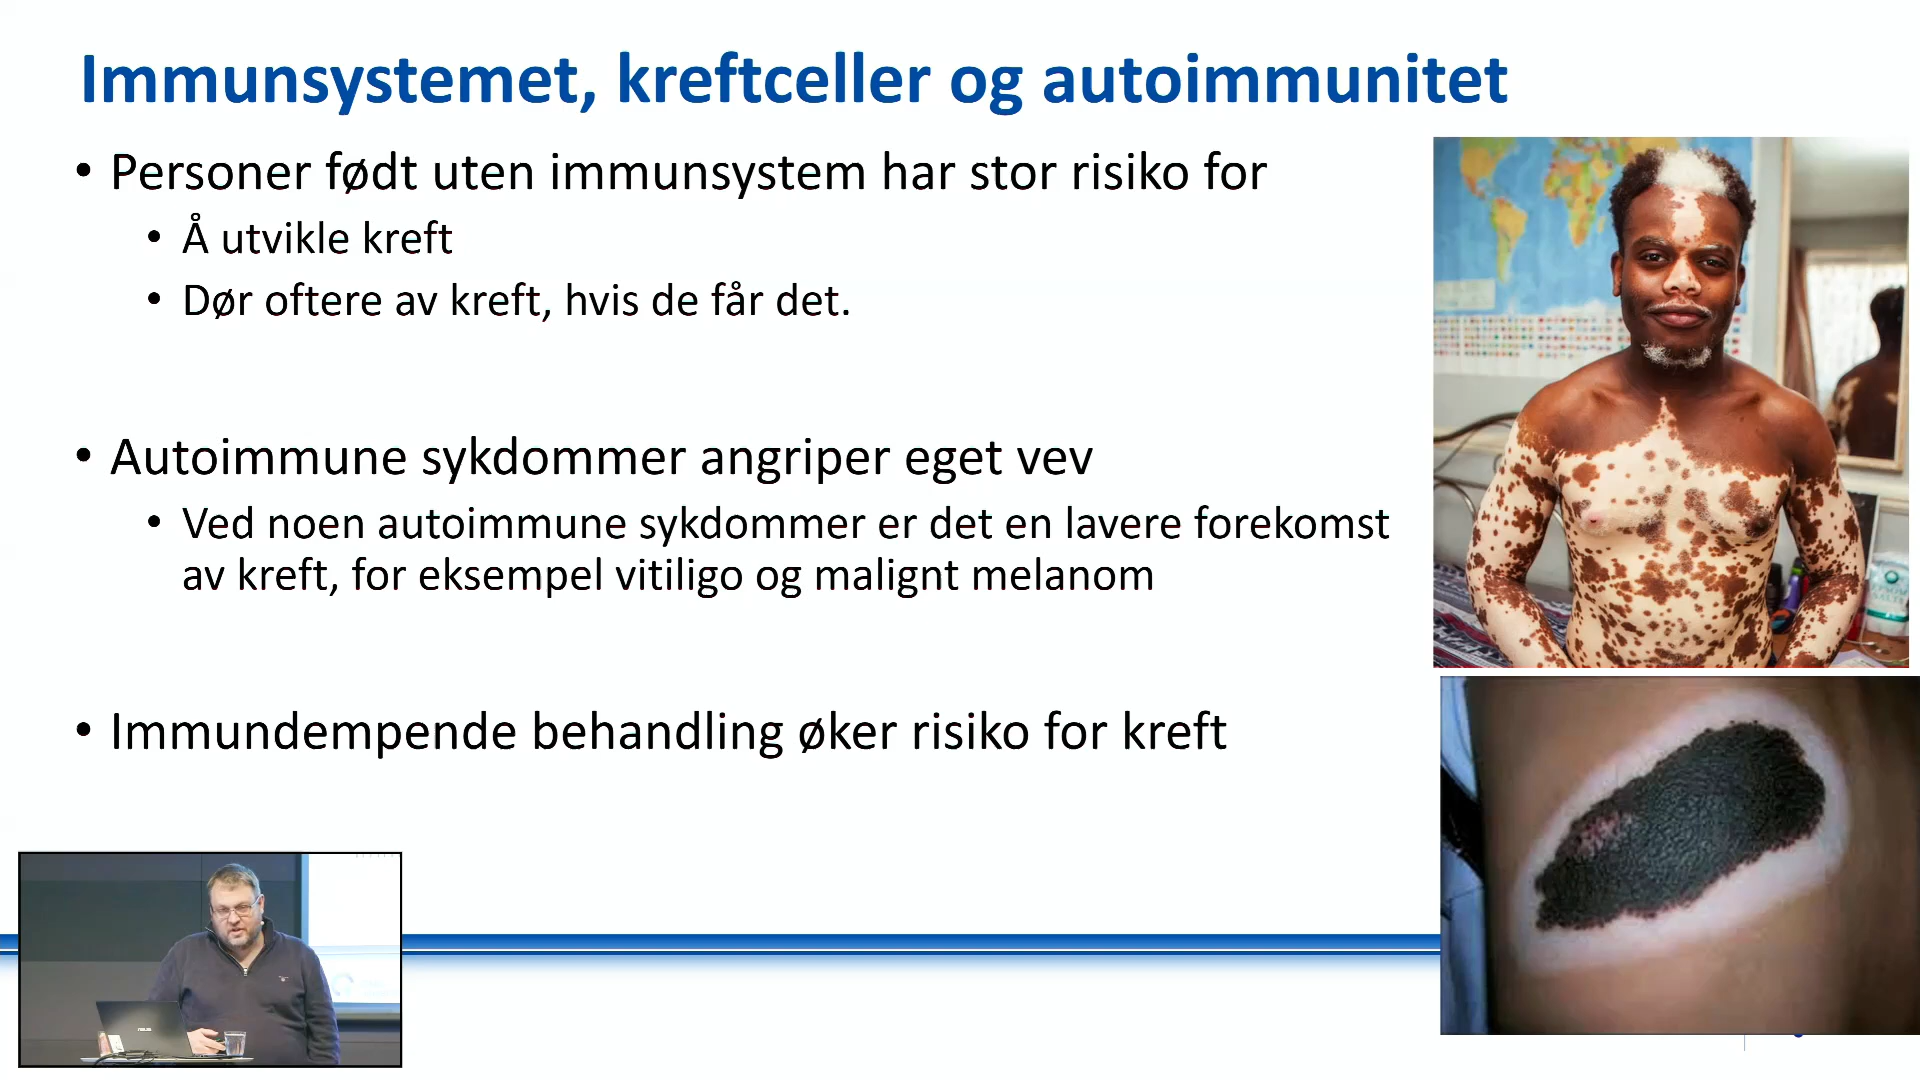 Immunsystemet, kreftceller og autoimmunitet
• Personer født uten immunsystem har stor risiko for
• Å utvikle kreft
• Dør oftere av kreft, hvis de får det.
• Autoimmune sykdommer angriper eget vev
• Ved noen autoimmune sykdommer er det en lavere forekomst
av kreft, for eksempel vitiligo og malignt melanom
• Immundempende behandling øker risiko for kreft